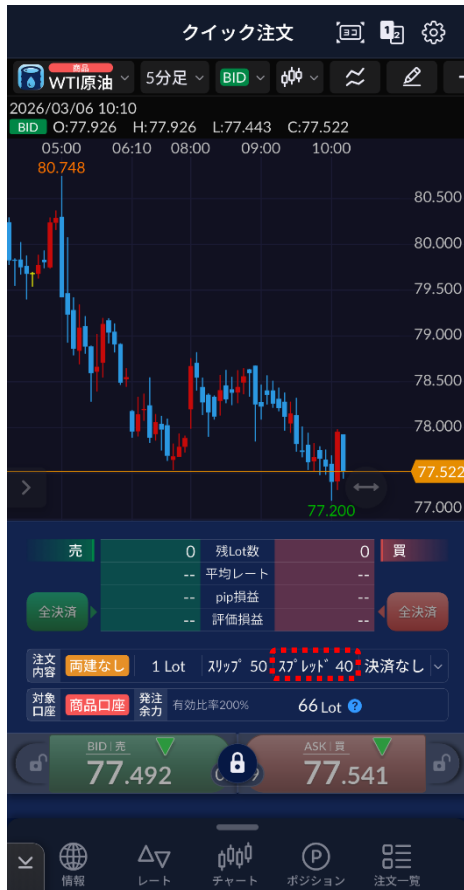 クイック注文
1 2
商品
WTI原油 5分足 BID
2026/03/06 10:10
BID O:77.926 H:77.926 L:77.443 C:77.522
05:00 06:10 08:00 09:00 10:00
80.748
80.500
80.000
79.500
79.000
78.500
78.000
77.522
77.200
77.000
売 0 残Lot数 0 買
-- 平均レート --
-- pip損益 --
全決済 -- 評価損益 -- 全決済
注文内容 両建なし 1 Lot ｽﾘｯﾌﾟ 50 ｽﾌﾟﾚｯﾄﾞ 40 決済なし
対象口座 商品口座 発注余力 有効比率200% 66 Lot ?
BID 売 ASK 買
77.492 77.541
情報 レート チャート P ポジション 注文一覧